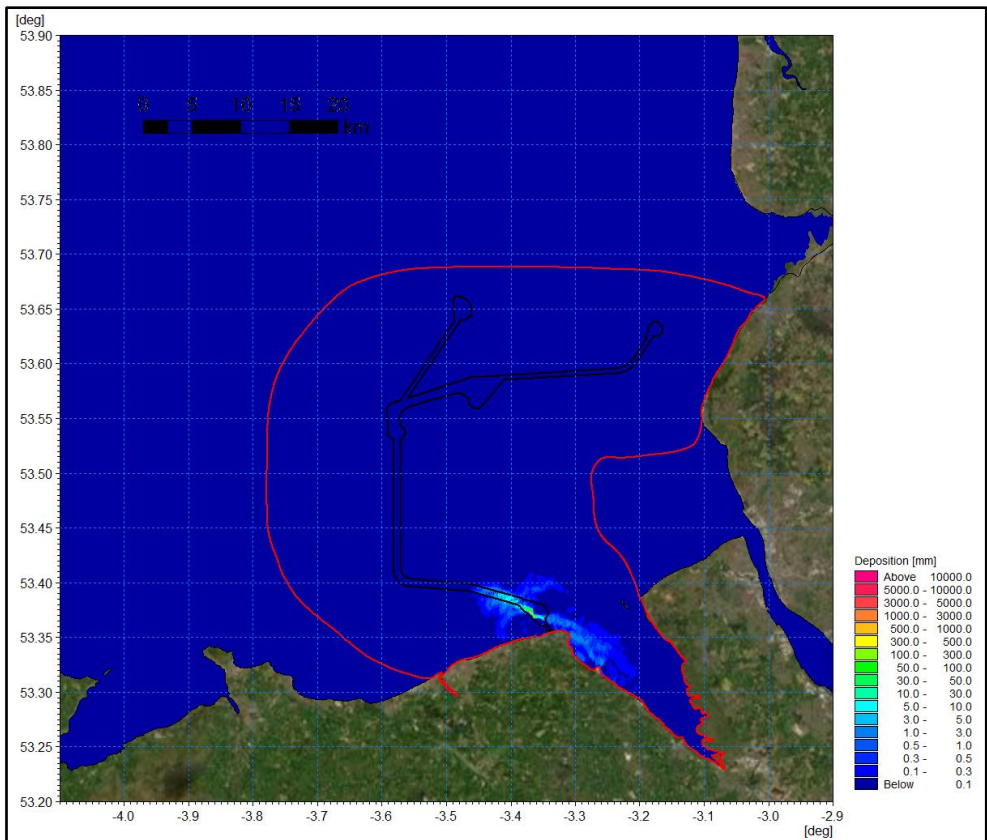 [deg]
53.90
53.85
0 5 10 15 20
km
53.80
53.75
53.70
53.65
53.60
53.55
53.50
53.45
53.40
53.35
53.30
53.25
53.20
-4.0 -3.9 -3.8 -3.7 -3.6 -3.5 -3.4 -3.3 -3.2 -3.1 -3.0 -2.9
[deg]
Deposition [mm]
Above 10000.0
5000.0 - 10000.0
3000.0 - 5000.0
1000.0 - 3000.0
500.0 - 1000.0
300.0 - 500.0
100.0 - 300.0
50.0 - 100.0
30.0 - 50.0
10.0 - 30.0
5.0 - 10.0
3.0 - 5.0
1.0 - 3.0
0.5 - 1.0
0.3 - 0.5
0.1 - 0.3
Below 0.1